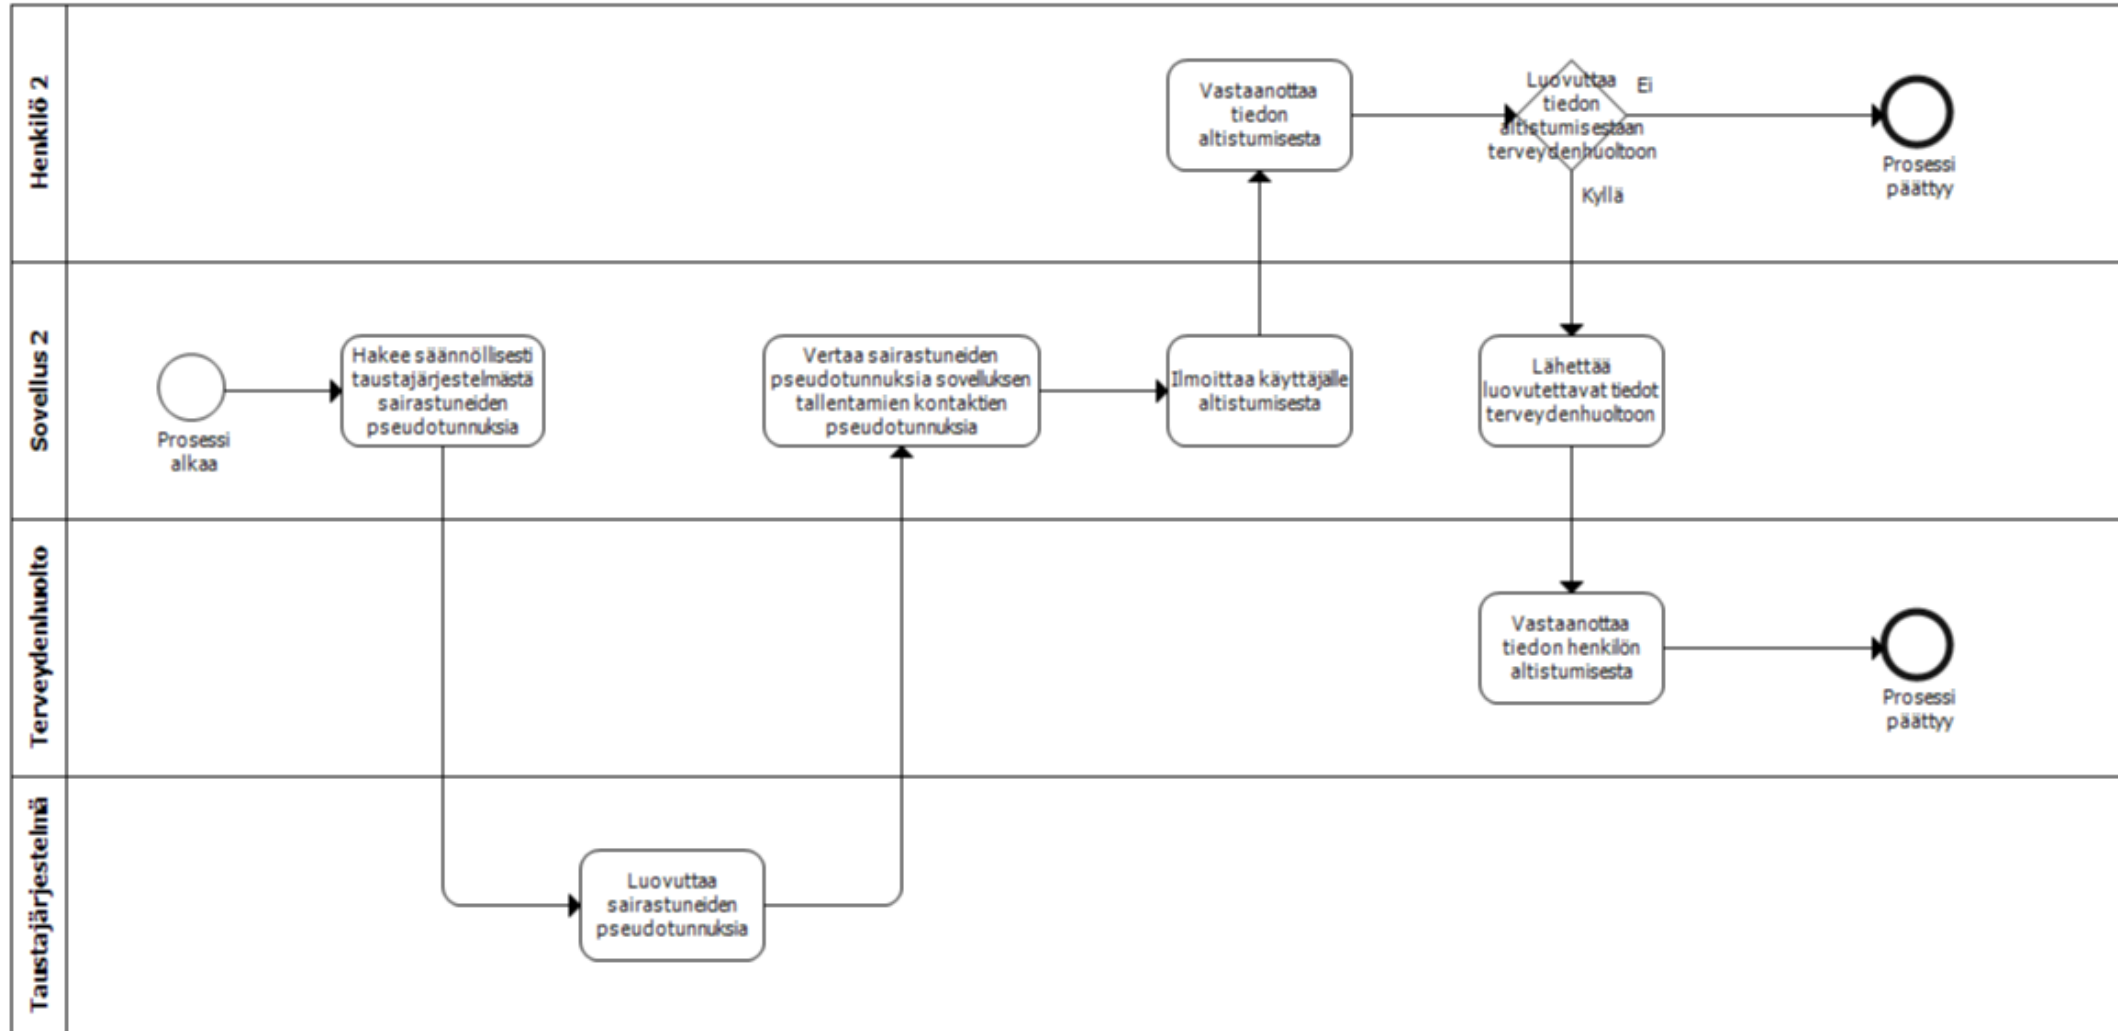 Henkilö 2
Vastaanottaa
tiedon
altistumisesta
Luovuttaa
tiedon
altistumisestaan
terveydenhuoltoon
Ei
Kyllä
Prosessi
päättyy
Sovellus 2
Prosessi
alkaa
Hakee säännöllisesti
taustajärjestelmästä
sairastuneiden
pseudotunnuksia
Vertaa sairastuneiden
pseudotunnuksia sovelluksen
tallentamien kontaktien
pseudotunnuksia
Ilmoittaa käyttäjälle
altistumisesta
Lähettää
luovutettavat tiedot
terveydenhuoltoon
Terveydenhuolto
Vastaanottaa
tiedon henkilön
altistumisesta
Prosessi
päättyy
Taustajärjestelmä
Luovuttaa
sairastuneiden
pseudotunnuksia